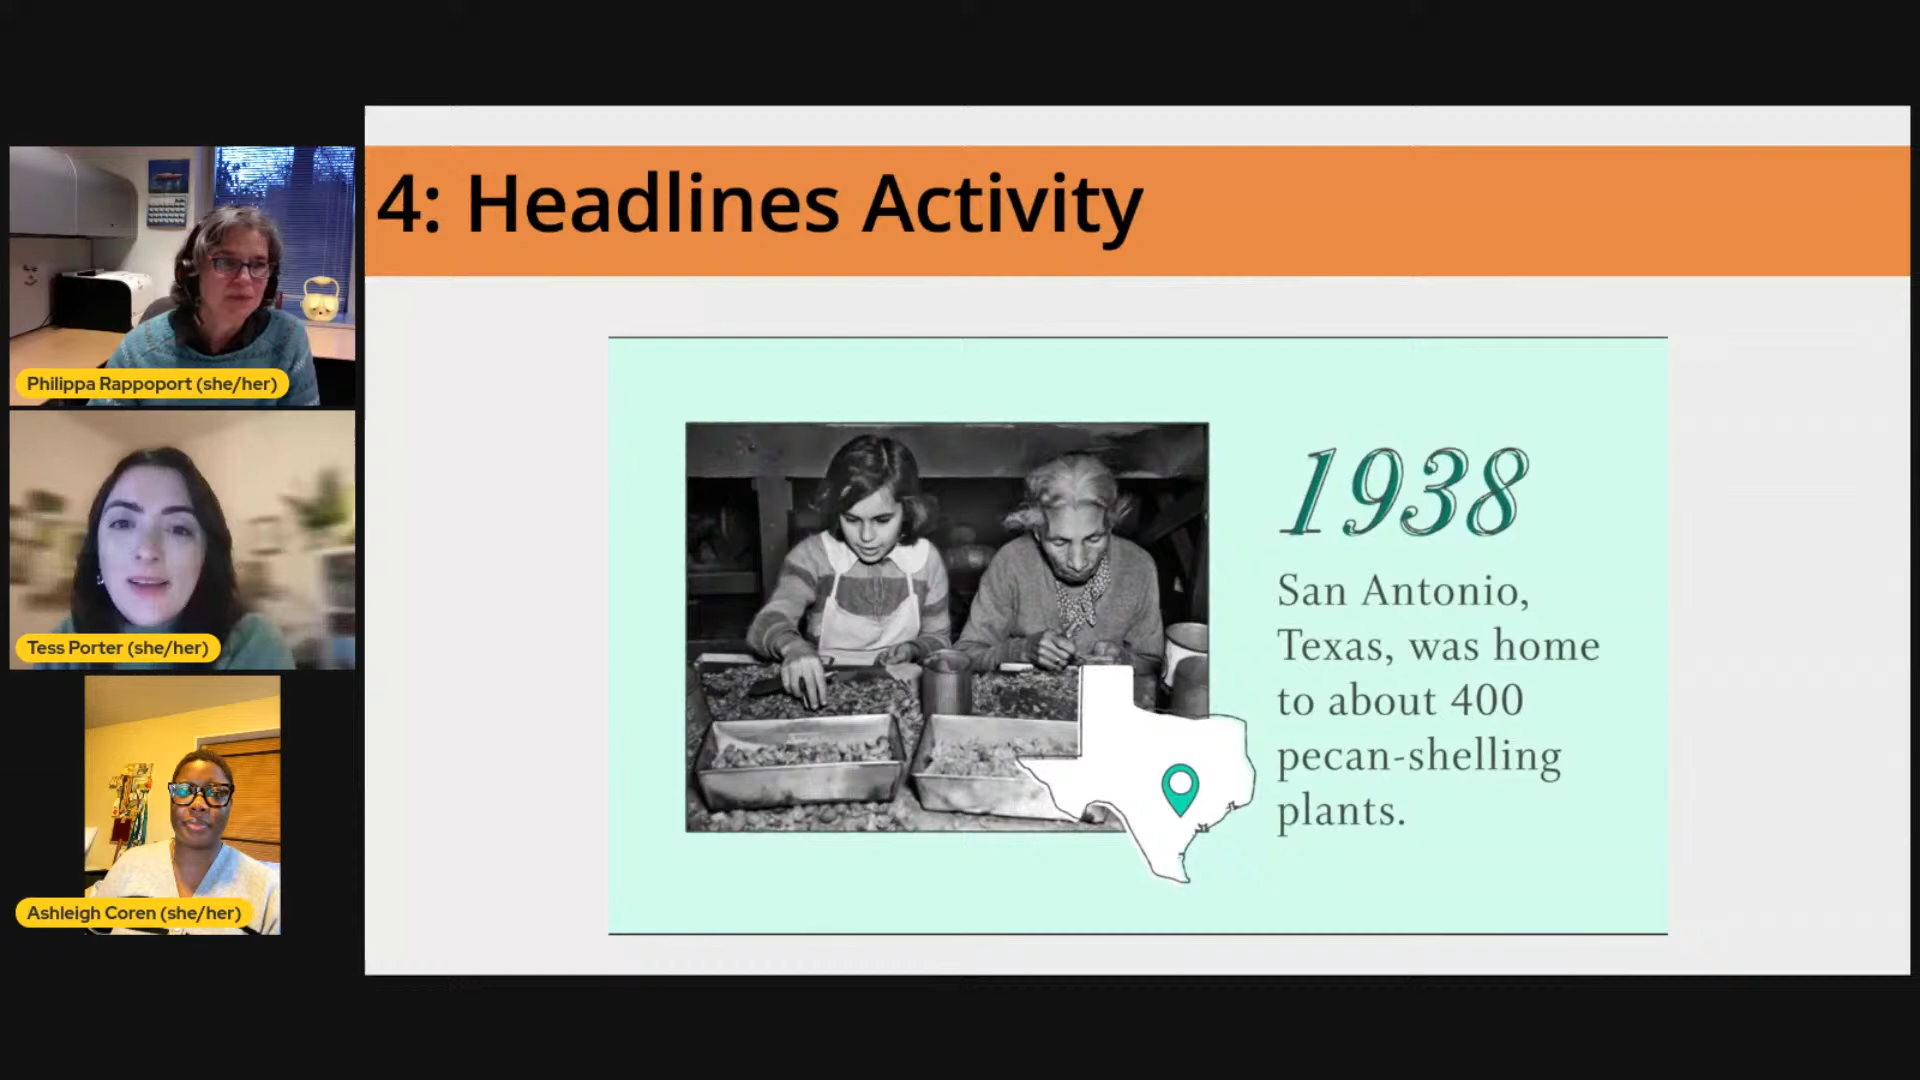 4: Headlines Activity
Philippa Rappoport (she/her)
Tess Porter (she/her)
Ashleigh Coren (she/her)
1938
San Antonio,
Texas, was home
to about 400
pecan-shelling
plants.